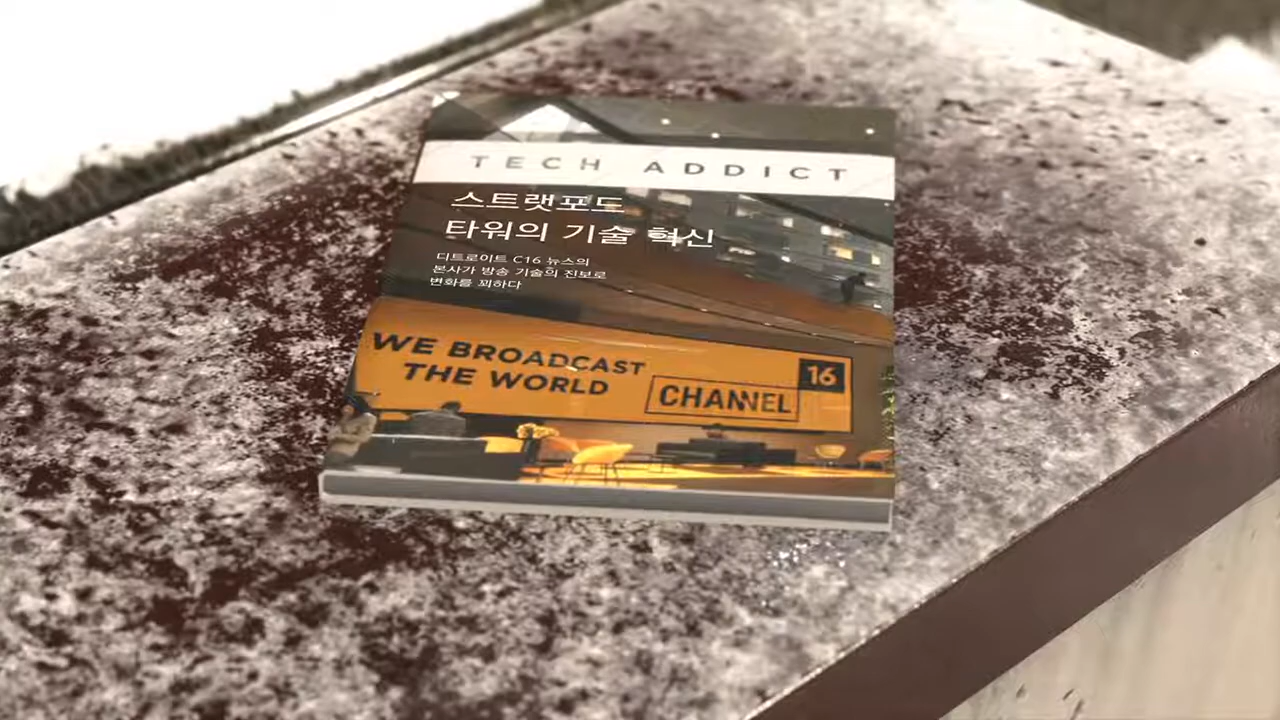 TECH ADDICT
스트랫포드
타워의 기술 혁신
디트로이트 C16 뉴스의
본사가 방송 기술의 진보로
변화를 꾀하다
WE BROADCAST
THE WORLD
CHANNEL
16